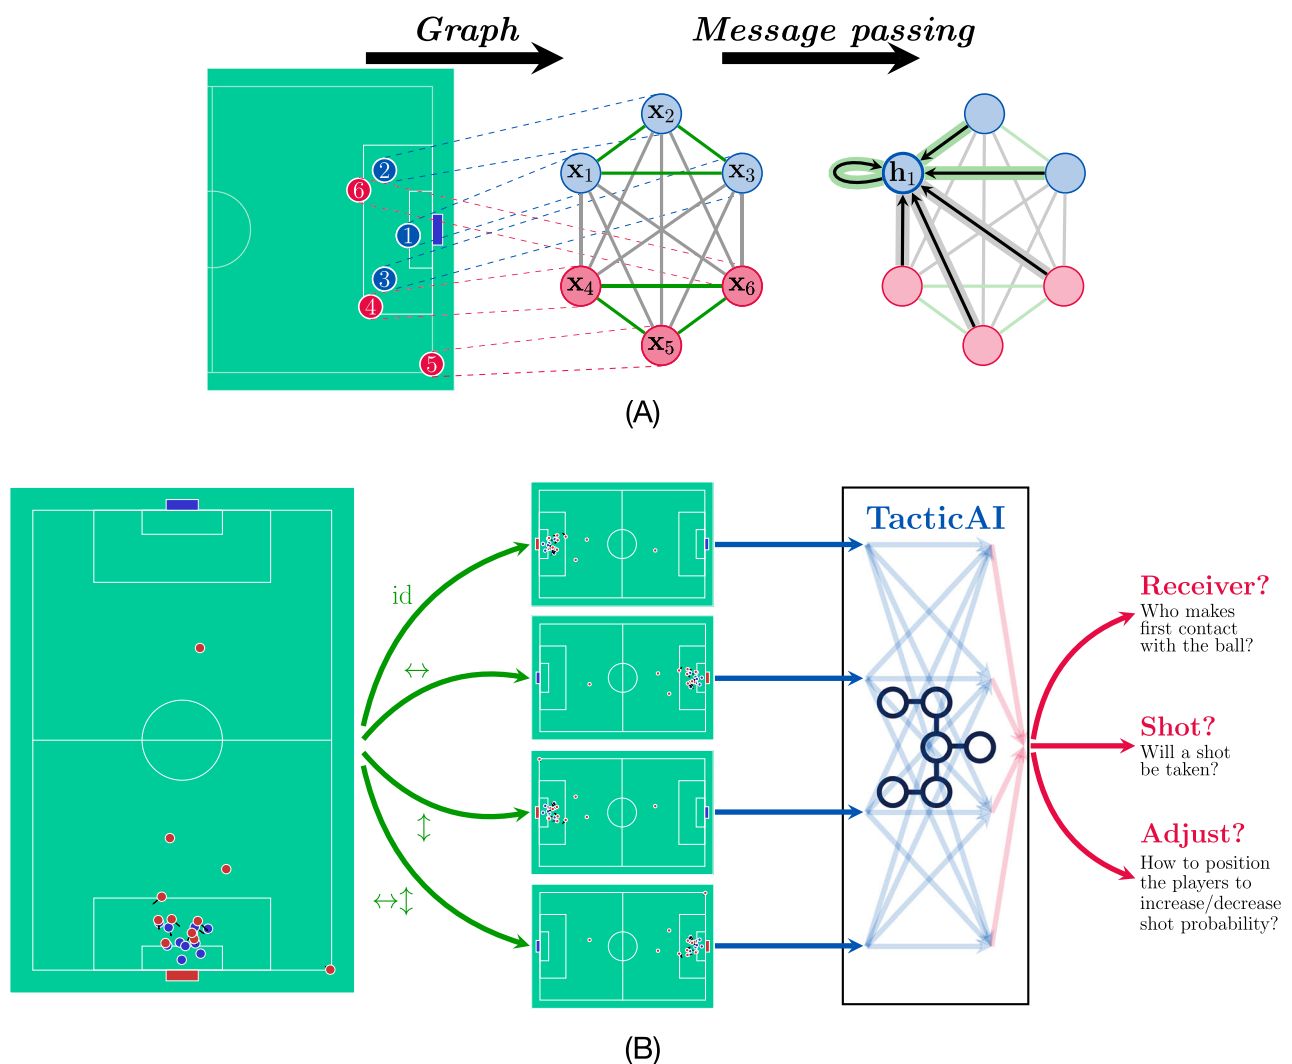 Graph
Message passing
2
6
1
3
4
5
x2
x1
x3
x4
x6
x5
h1
(A)
TacticAI
id
↔
↕
↔↕
Receiver?
Who makes
first contact
with the ball?
Shot?
Will a shot
be taken?
Adjust?
How to position
the players to
increase/decrease
shot probability?
(B)